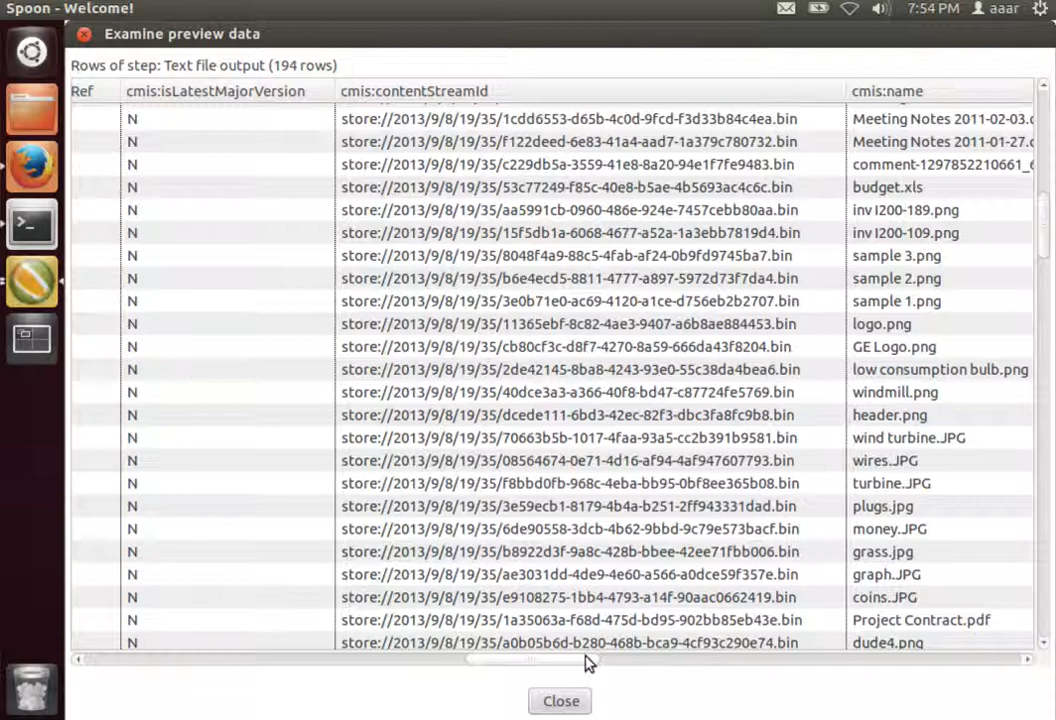 Spoon - Welcome! 7:54 PM aaar
Examine preview data
Rows of step: Text file output (194 rows)
Ref cmis:isLatestMajorVersion cmis:contentStreamId cmis:name
N store://2013/9/8/19/35/1cdd6553-d65b-4c0d-9fcd-f3d33b84c4ea.bin Meeting Notes 2011-02-03.c
N store://2013/9/8/19/35/f122deed-6e83-41a4-aad7-1a379c780732.bin Meeting Notes 2011-01-27.c
N store://2013/9/8/19/35/c229db5a-3559-41e8-8a20-94e1f7fe9483.bin comment-1297852210661_6
N store://2013/9/8/19/35/53c77249-f85c-40e8-b5ae-4b5693ac4c6c.bin budget.xls
N store://2013/9/8/19/35/aa5991cb-0960-486e-924e-7457cebb80aa.bin inv I200-189.png
N store://2013/9/8/19/35/15f5db1a-6068-4677-a52a-1a3ebb7819d4.bin inv I200-109.png
N store://2013/9/8/19/35/8048f4a9-88c5-4fab-af24-0b9fd9745ba7.bin sample 3.png
N store://2013/9/8/19/35/b6e4ecd5-8811-4777-a897-5972d73f7da4.bin sample 2.png
N store://2013/9/8/19/35/3e0b71e0-ac69-4120-a1ce-d756eb2b2707.bin sample 1.png
N store://2013/9/8/19/35/11365ebf-8c82-4ae3-9407-a6b8ae884453.bin logo.png
N store://2013/9/8/19/35/cb80cf3c-d8f7-4270-8a59-666da43f8204.bin GE Logo.png
N store://2013/9/8/19/35/2de42145-8ba8-4243-93e0-55c38da4bea6.bin low consumption bulb.png
N store://2013/9/8/19/35/40dce3a3-a366-40f8-bd47-c87724fe5769.bin windmill.png
N store://2013/9/8/19/35/dcede111-6bd3-42ec-82f3-dbc3fa8fc9b8.bin header.png
N store://2013/9/8/19/35/70663b5b-1017-4faa-93a5-cc2b391b9581.bin wind turbine.JPG
N store://2013/9/8/19/35/08564674-0e71-4d16-af94-4af947607793.bin wires.JPG
N store://2013/9/8/19/35/f8bbd0fb-968c-4eba-bb95-0bf8ee365b08.bin turbine.JPG
N store://2013/9/8/19/35/3e59ecb1-8179-4b4a-b251-2ff943331dad.bin plugs.jpg
N store://2013/9/8/19/35/6de90558-3dcb-4b62-9bbd-9c79e573bacf.bin money.JPG
N store://2013/9/8/19/35/b8922d3f-9a8c-428b-bbee-42ee71fbb006.bin grass.jpg
N store://2013/9/8/19/35/ae3031dd-4de9-4e60-a566-a0dce59f357e.bin graph.JPG
N store://2013/9/8/19/35/e9108275-1bb4-4793-a14f-90aac0662419.bin coins.JPG
N store://2013/9/8/19/35/1a35063a-f68d-475d-bd95-902bb85eb43e.bin Project Contract.pdf
N store://2013/9/8/19/35/a0b05b6d-b280-468b-bca9-4cf93c290e74.bin dude4.png
Close